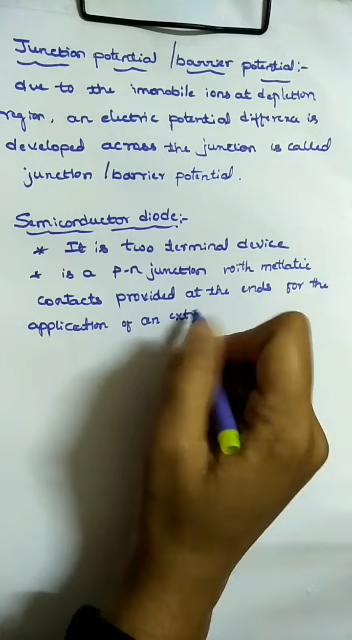 Junction potential / barrier potential:-
due to the immobile ions at depletion
region, an electric potential difference is
developed across the junction is called
junction / barrier potential.
Semiconductor diode:-
* It is two terminal device
* is a p-n junction with metlatic
contacts provided at the ends for the
application of an ext